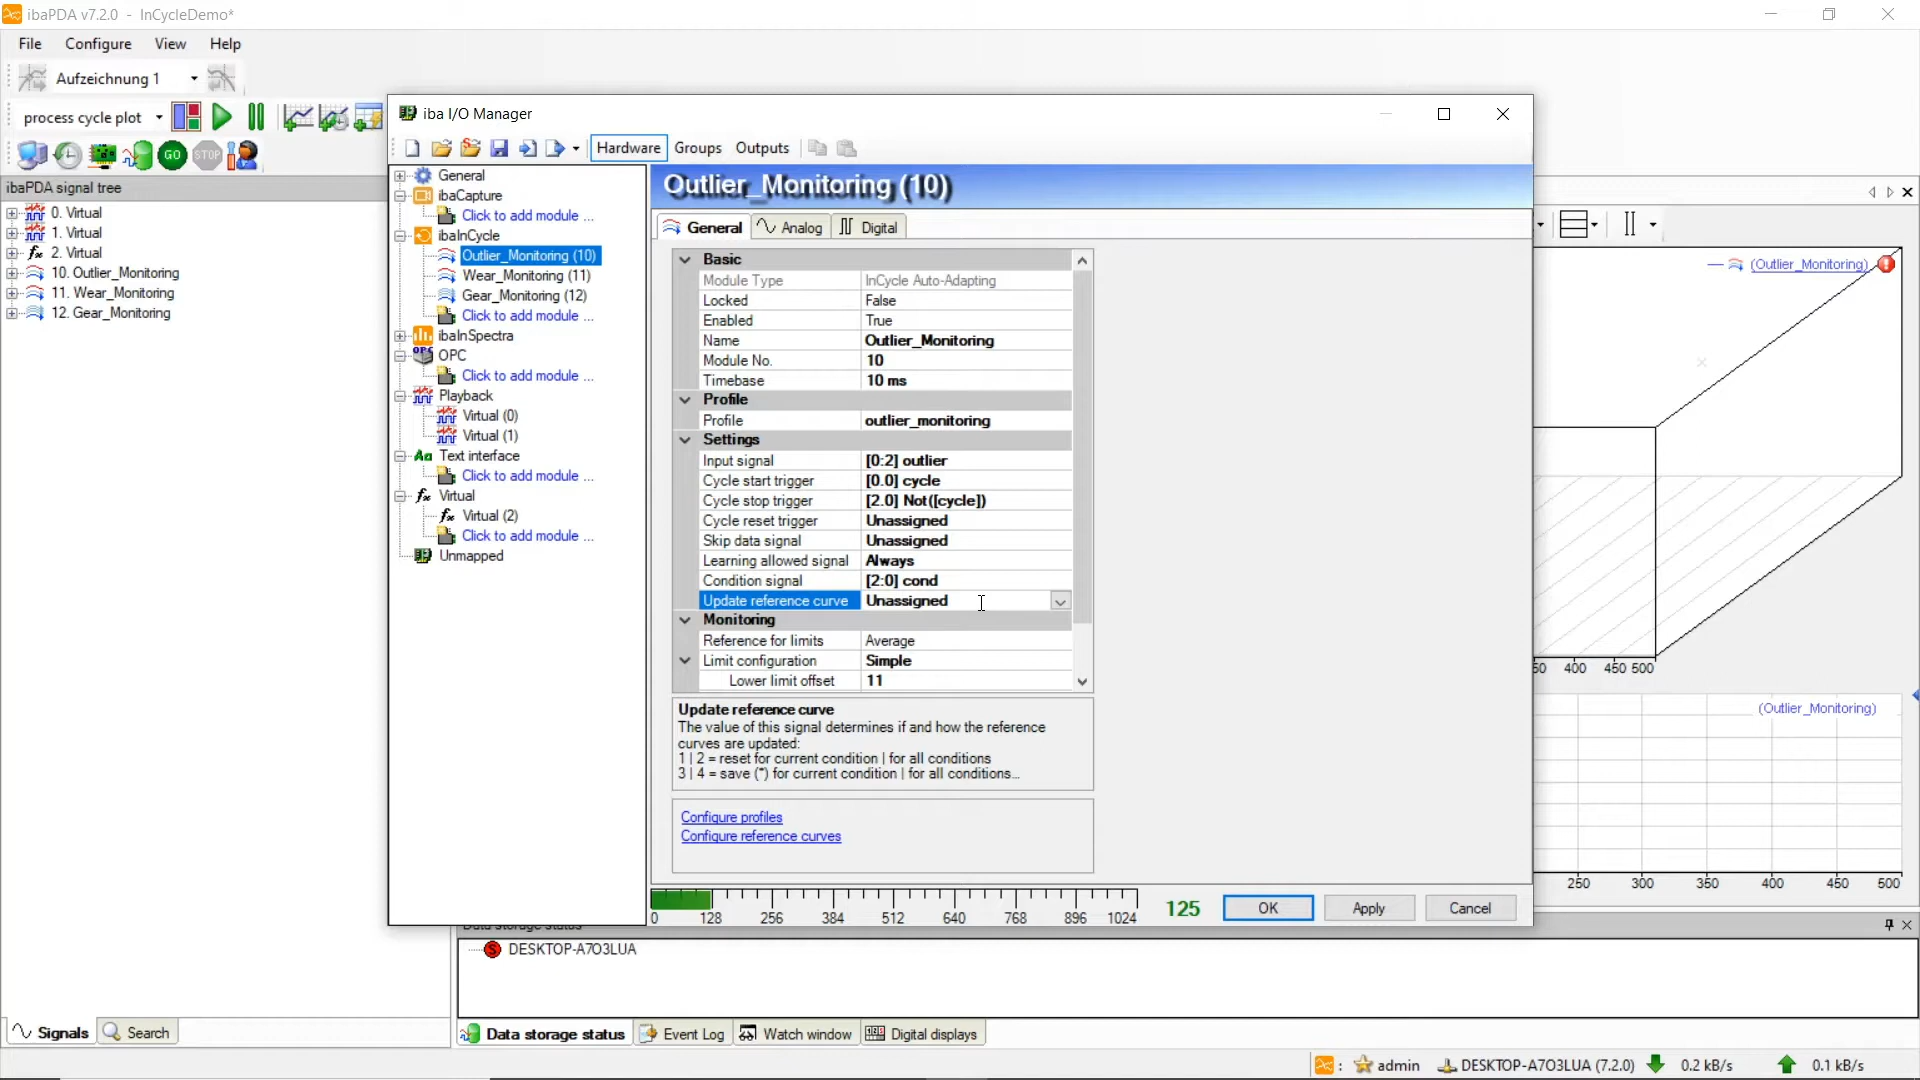 ibaPDA v7.2.0 - InCycleDemo*
File Configure View Help
Aufzeichnung 1
process cycle plot
GO STOP
ibaPDA signal tree
0. Virtual
1. Virtual
2. Virtual
10. Outlier_Monitoring
11. Wear_Monitoring
12. Gear_Monitoring
Signals Search
iba I/O Manager
Hardware Groups Outputs
General
ibaCapture
Click to add module ...
ibaInCycle
Outlier_Monitoring (10)
Wear_Monitoring (11)
Gear_Monitoring (12)
Click to add module ...
ibaInSpectra
OPC
Click to add module ...
Playback
Virtual (0)
Virtual (1)
Text interface
Click to add module ...
Virtual
Virtual (2)
Click to add module ...
Unmapped
Outlier_Monitoring (10)
General Analog Digital
Basic
Module Type InCycle Auto-Adapting
Locked False
Enabled True
Name Outlier_Monitoring
Module No. 10
Timebase 10 ms
Profile
Profile outlier_monitoring
Settings
Input signal [0:2] outlier
Cycle start trigger [0.0] cycle
Cycle stop trigger [2.0] Not([cycle])
Cycle reset trigger Unassigned
Skip data signal Unassigned
Learning allowed signal Always
Condition signal [2:0] cond
Update reference curve Unassigned
Monitoring
Reference for limits Average
Limit configuration Simple
Lower limit offset 11
Update reference curve
The value of this signal determines if and how the reference
curves are updated:
1 | 2 = reset for current condition | for all conditions
3 | 4 = save (*) for current condition | for all conditions...
Configure profiles
Configure reference curves
0 128 256 384 512 640 768 896 1024
125
OK Apply Cancel
(Outlier_Monitoring)
50 400 450 500
(Outlier_Monitoring)
250 300 350 400 450 500
Data storage status
DESKTOP-A7O3LUA
Data storage status Event Log Watch window Digital displays
: admin DESKTOP-A7O3LUA (7.2.0) 0.2 kB/s 0.1 kB/s